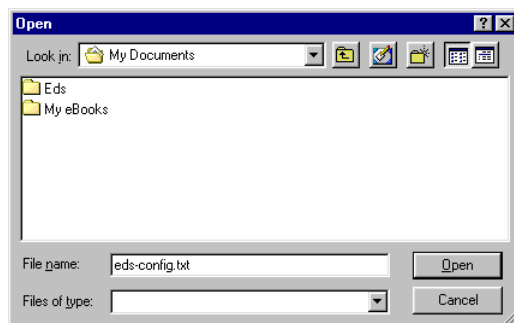 Open
Look in: My Documents
Eds
My eBooks
File name: eds-config.txt Open
Files of type: Cancel